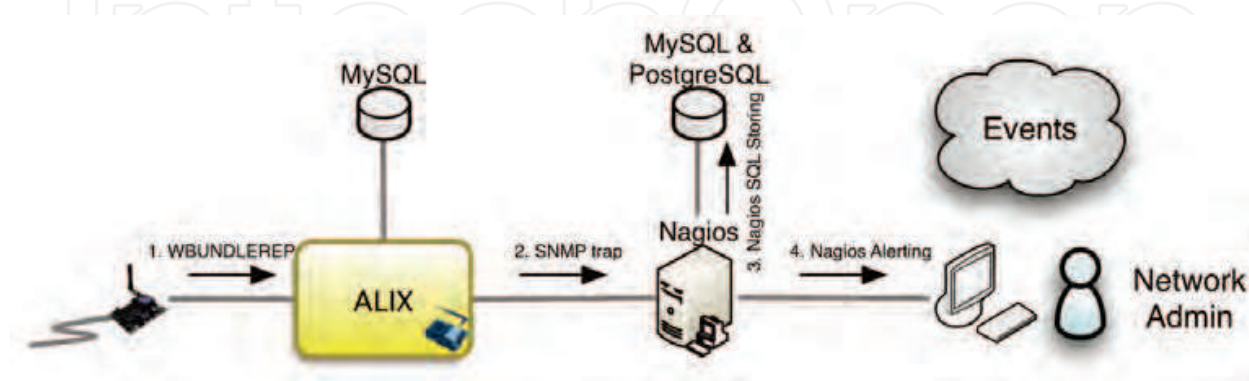 MySQL
MySQL &
PostgreSQL
Events
1. WBUNDLEREP
2. SNMP trap
Nagios
3. Nagios SQL Storing
4. Nagios Alerting
ALIX
Network
Admin